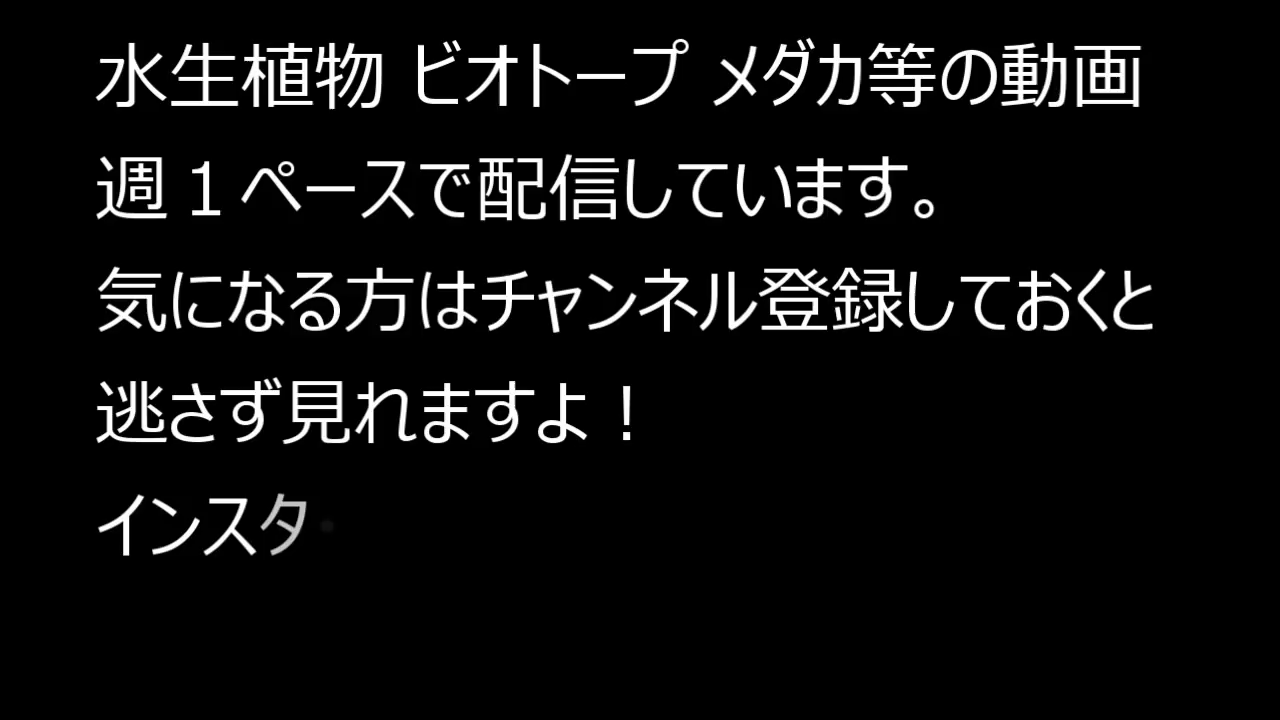 水生植物 ビオトープ メダカ等の動画
週１ペースで配信しています。
気になる方はチャンネル登録しておくと
逃さず見れますよ！
インスタ・